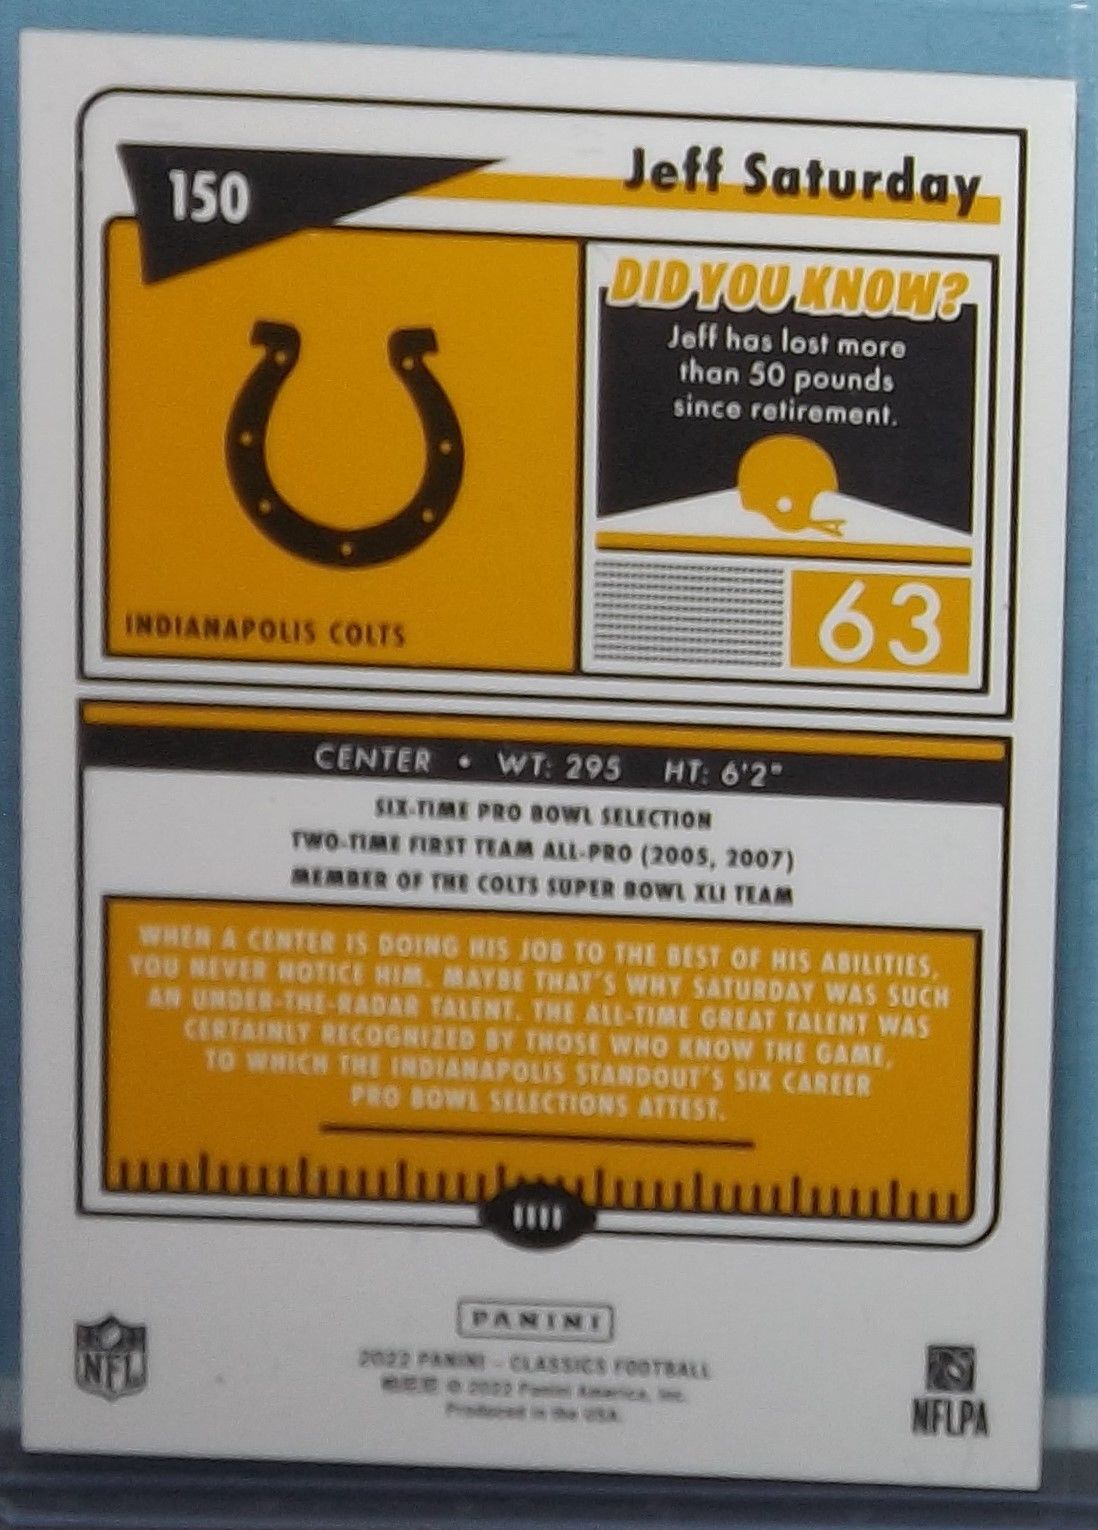 150
Jeff Saturday
DID YOU KNOW?
Jeff has lost more
than 50 pounds
since retirement.
63
INDIANAPOLIS COLTS
CENTER • WT: 295 HT: 6'2"
SIX-TIME PRO BOWL SELECTION
TWO-TIME FIRST TEAM ALL-PRO (2005, 2007)
MEMBER OF THE COLTS SUPER BOWL XLI TEAM
WHEN A CENTER IS DOING HIS JOB TO THE BEST OF HIS ABILITIES,
YOU NEVER NOTICE HIM. MAYBE THAT'S WHY SATURDAY WAS SUCH
AN UNDER-THE-RADAR TALENT. THE ALL-TIME GREAT TALENT WAS
CERTAINLY RECOGNIZED BY THOSE WHO KNOW THE GAME,
TO WHICH THE INDIANAPOLIS STANDOUT'S SIX CAREER
PRO BOWL SELECTIONS ATTEST.
PANINI
2022 PANINI - CLASSICS FOOTBALL
© 2022 Panini America, Inc.
Produced in the USA.
NFL
NFLPA